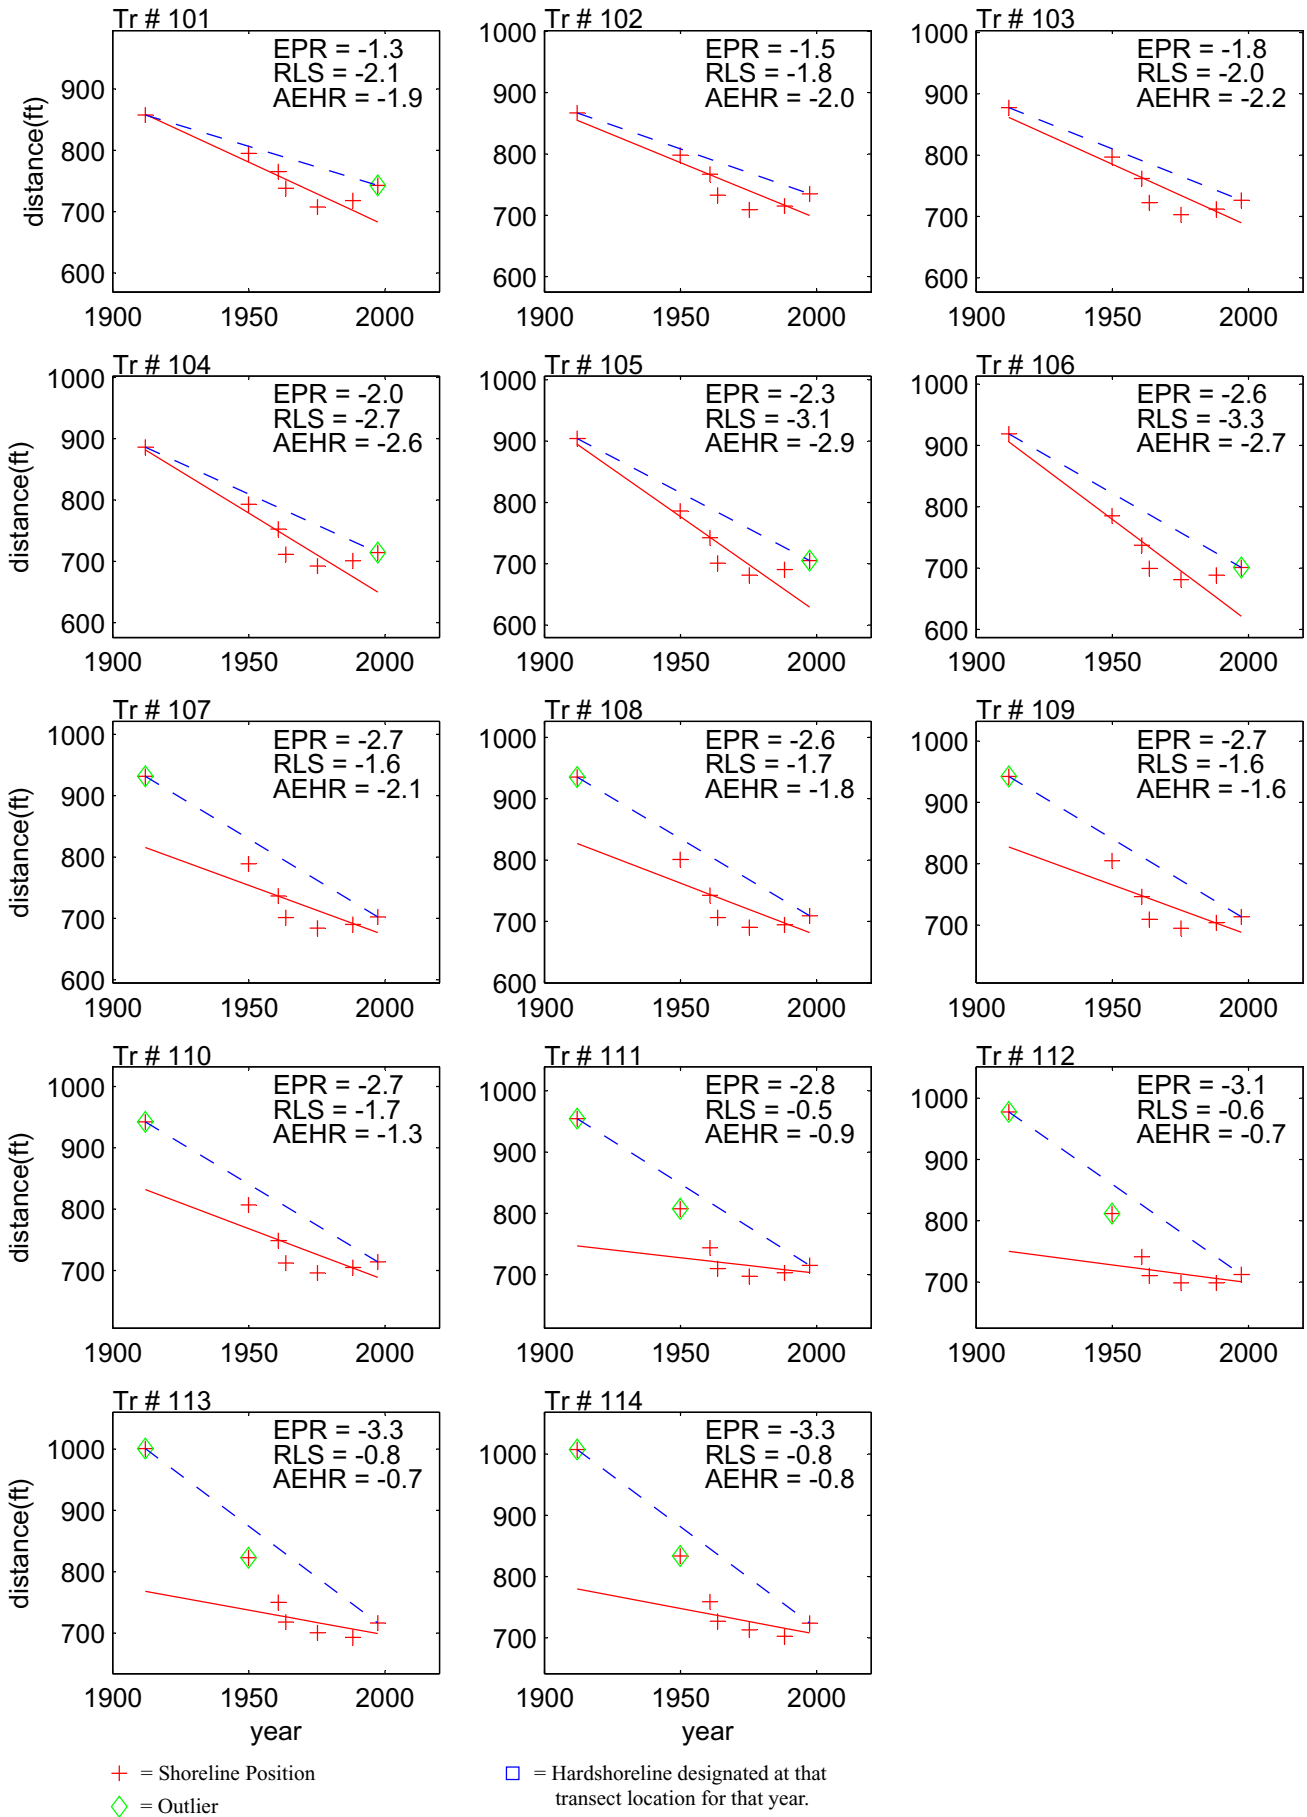 Tr # 101
EPR = -1.3
RLS = -2.1
AEHR = -1.9
900
800
700
600
distance(ft)
1900 1950 2000
Tr # 102
EPR = -1.5
RLS = -1.8
AEHR = -2.0
1000
900
800
700
600
1900 1950 2000
Tr # 103
EPR = -1.8
RLS = -2.0
AEHR = -2.2
1000
900
800
700
600
1900 1950 2000
Tr # 104
EPR = -2.0
RLS = -2.7
AEHR = -2.6
1000
900
800
700
600
distance(ft)
1900 1950 2000
Tr # 105
EPR = -2.3
RLS = -3.1
AEHR = -2.9
1000
900
800
700
600
1900 1950 2000
Tr # 106
EPR = -2.6
RLS = -3.3
AEHR = -2.7
1000
900
800
700
600
1900 1950 2000
Tr # 107
EPR = -2.7
RLS = -1.6
AEHR = -2.1
1000
900
800
700
600
distance(ft)
1900 1950 2000
Tr # 108
EPR = -2.6
RLS = -1.7
AEHR = -1.8
1000
900
800
700
600
1900 1950 2000
Tr # 109
EPR = -2.7
RLS = -1.6
AEHR = -1.6
1000
900
800
700
1900 1950 2000
Tr # 110
EPR = -2.7
RLS = -1.7
AEHR = -1.3
1000
900
800
700
distance(ft)
1900 1950 2000
Tr # 111
EPR = -2.8
RLS = -0.5
AEHR = -0.9
1000
900
800
700
1900 1950 2000
Tr # 112
EPR = -3.1
RLS = -0.6
AEHR = -0.7
1000
900
800
700
1900 1950 2000
Tr # 113
EPR = -3.3
RLS = -0.8
AEHR = -0.7
1000
900
800
700
distance(ft)
1900 1950 2000
year
Tr # 114
EPR = -3.3
RLS = -0.8
AEHR = -0.8
1000
900
800
700
1900 1950 2000
year
= Shoreline Position
= Outlier
= Hardshoreline designated at that
transect location for that year.